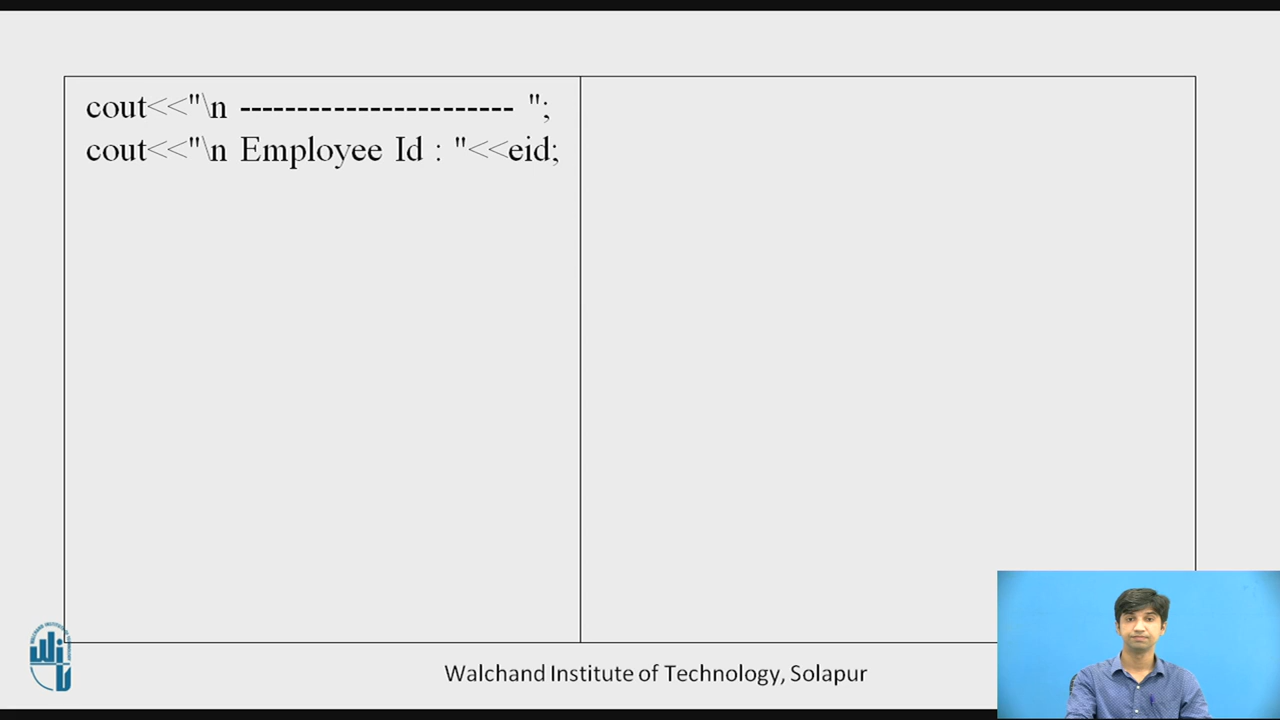 cout<<"\n ----------------------- ";
cout<<"\n Employee Id : "<<eid;
Walchand Institute of Technology, Solapur